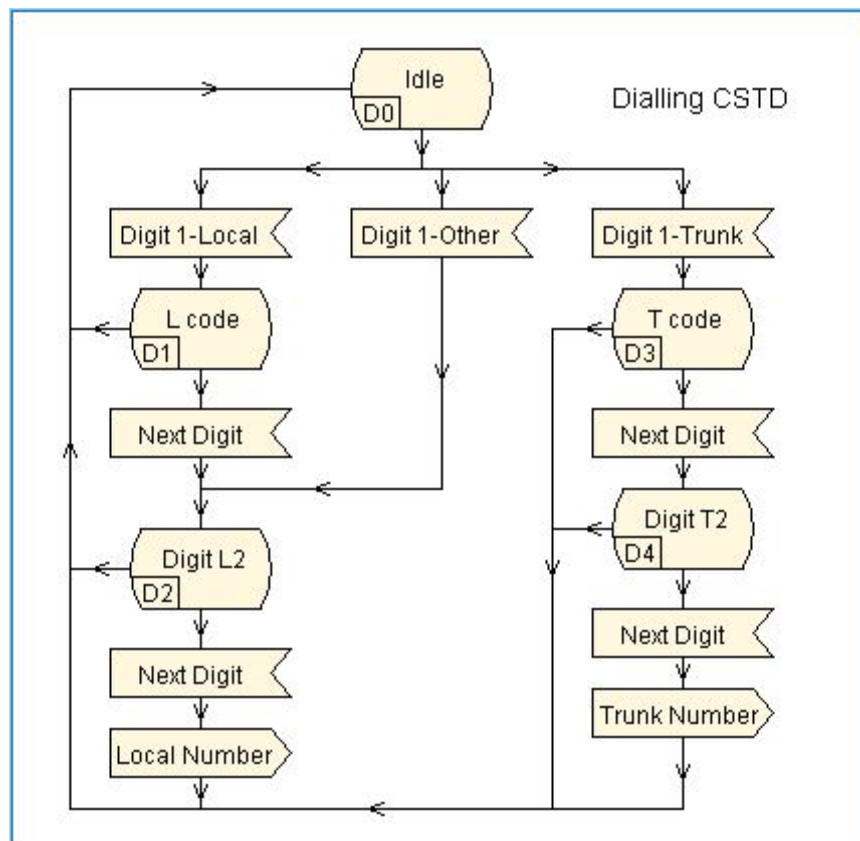 Idle
D0
Dialling CSTD
Digit 1-Local
Digit 1-Other
Digit 1-Trunk
L code
D1
T code
D3
Next Digit
Next Digit
Digit L2
D2
Digit T2
D4
Next Digit
Next Digit
Local Number
Trunk Number